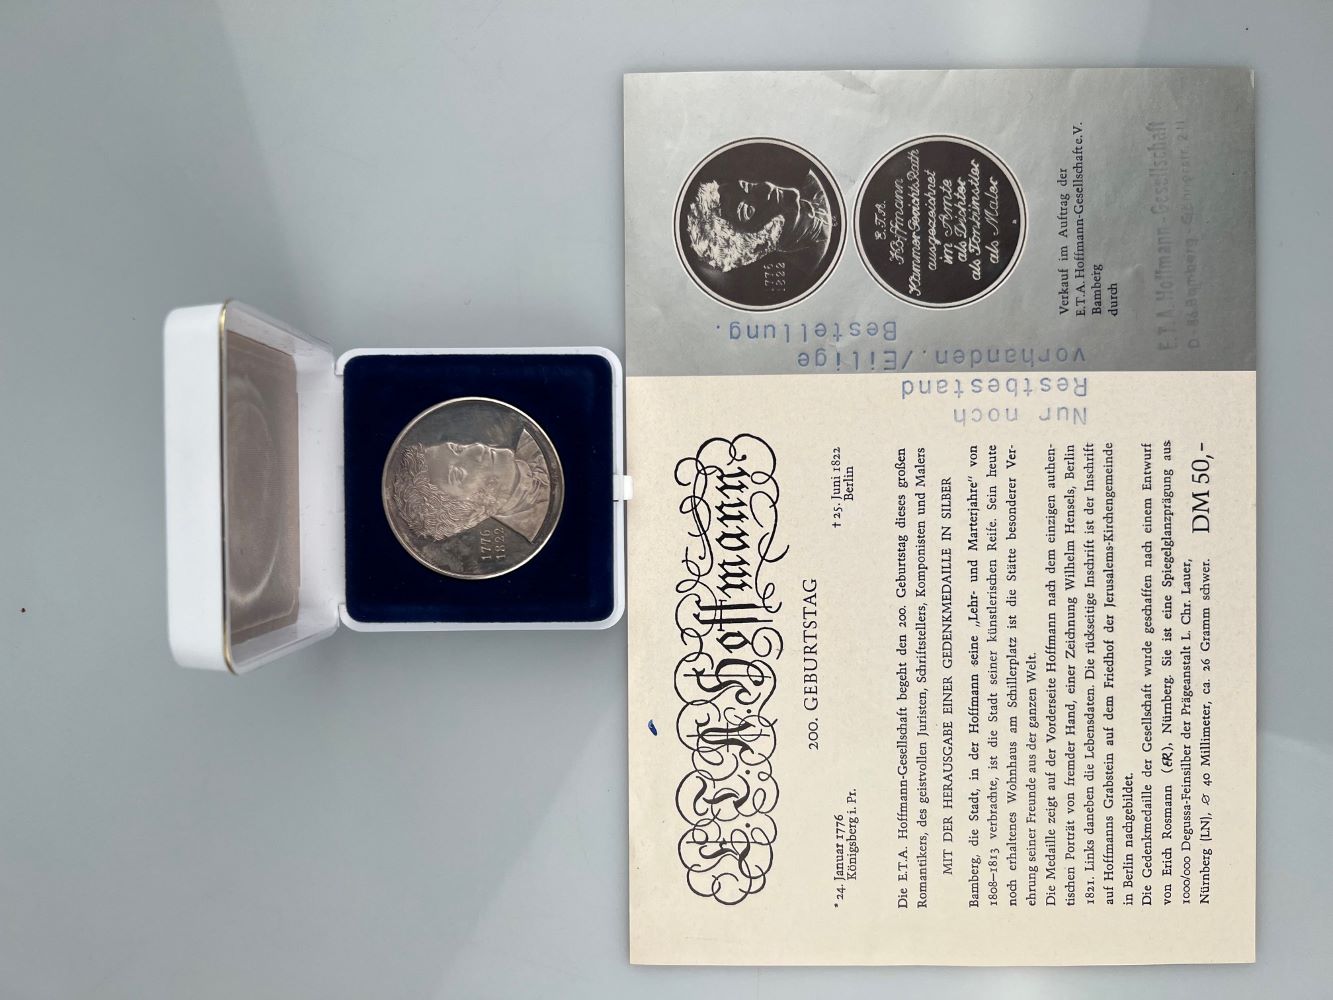 1776
1822
E.T.A. Hoffmann
200. GEBURTSTAG
* 24. Januar 1776
Königsberg i. Pr.
† 25. Juni 1822
Berlin
Die E.T.A. Hoffmann-Gesellschaft begeht den 200. Geburtstag dieses großen
Romantikers, des geistvollen Juristen, Schriftstellers, Komponisten und Malers
MIT DER HERAUSGABE EINER GEDENKMEDAILLE IN SILBER
Bamberg, die Stadt, in der Hoffmann seine „Lehr- und Marterjahre“ von
1808–1813 verbrachte, ist die Stadt seiner künstlerischen Reife. Sein heute
noch erhaltenes Wohnhaus am Schillerplatz ist die Stätte besonderer Ver-
ehrung seiner Freunde aus der ganzen Welt.
Die Medaille zeigt auf der Vorderseite Hoffmann nach dem einzigen authen-
tischen Porträt von fremder Hand, einer Zeichnung Wilhelm Hensels, Berlin
1821. Links daneben die Lebensdaten. Die rückseitige Inschrift ist der Inschrift
auf Hoffmanns Grabstein auf dem Friedhof der Jerusalems-Kirchengemeinde
in Berlin nachgebildet.
Die Gedenkmedaille der Gesellschaft wurde geschaffen nach einem Entwurf
von Erich Rosmann (ER), Nürnberg. Sie ist eine Spiegelglanzprägung aus
1000/000 Degussa-Feinsilber der Prägeanstalt L. Chr. Lauer,
Nürnberg (LN), ⌀ 40 Millimeter, ca. 26 Gramm schwer.
DM 50,–
Nur noch
Restbestand
vorhanden./Eilige
Bestellung.
1776
1822
E.T.A.
Hoffmann
Kammer Gerichts Rath
ausgezeichnet
im Amte
als Dichter
als Tonkünstler
als Maler
Verkauf im Auftrag der
E.T.A. Hoffmann-Gesellschaft e.V.
Bamberg
durch
E.T.A. Hoffmann-Gesellschaft
Bamberg